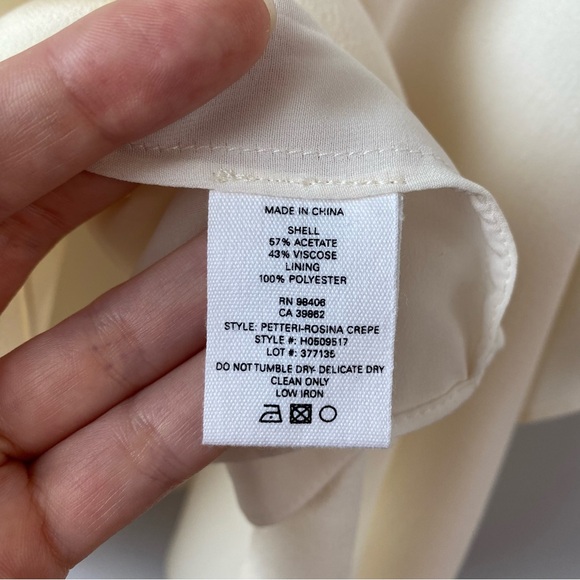 MADE IN CHINA
SHELL
57% ACETATE
43% VISCOSE
LINING
100% POLYESTER
RN 98406
CA 39862
STYLE: PETTERI-ROSINA CREPE
STYLE #: H0509517
LOT #: 377135
DO NOT TUMBLE DRY- DELICATE DRY
CLEAN ONLY
LOW IRON